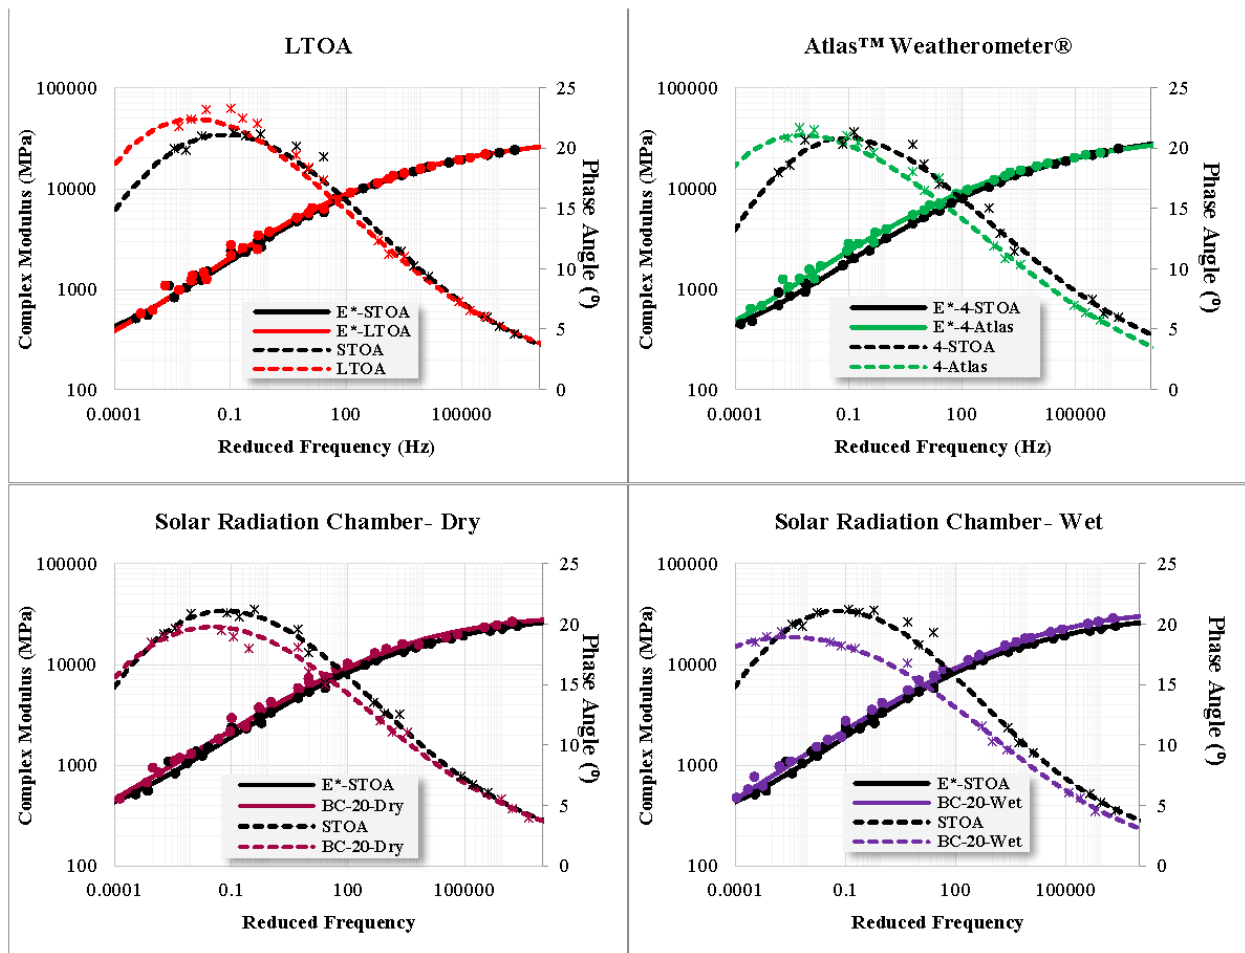 LTOA
100000
10000
1000
100
Complex Modulus (MPa)
25
20
15
10
5
0
Phase Angle (⁰)
E*-STOA
E*-LTOA
STOA
LTOA
0.0001
0.1
100
100000
Reduced Frequency (Hz)
Atlas™ Weatherometer®
100000
10000
1000
100
Complex Modulus (MPa)
25
20
15
10
5
0
Phase Angle (⁰)
E*-4-STOA
E*-4-Atlas
4-STOA
4-Atlas
0.0001
0.1
100
100000
Reduced Frequency (Hz)
Solar Radiation Chamber- Dry
100000
10000
1000
100
Complex Modulus (MPa)
25
20
15
10
5
0
Phase Angle (⁰)
E*-STOA
BC-20-Dry
STOA
BC-20-Dry
0.0001
0.1
100
100000
Reduced Frequency
Solar Radiation Chamber- Wet
100000
10000
1000
100
Complex Modulus (MPa)
25
20
15
10
5
0
Phase Angle (⁰)
E*-STOA
BC-20-Wet
STOA
BC-20-Wet
0.0001
0.1
100
100000
Reduced Frequency